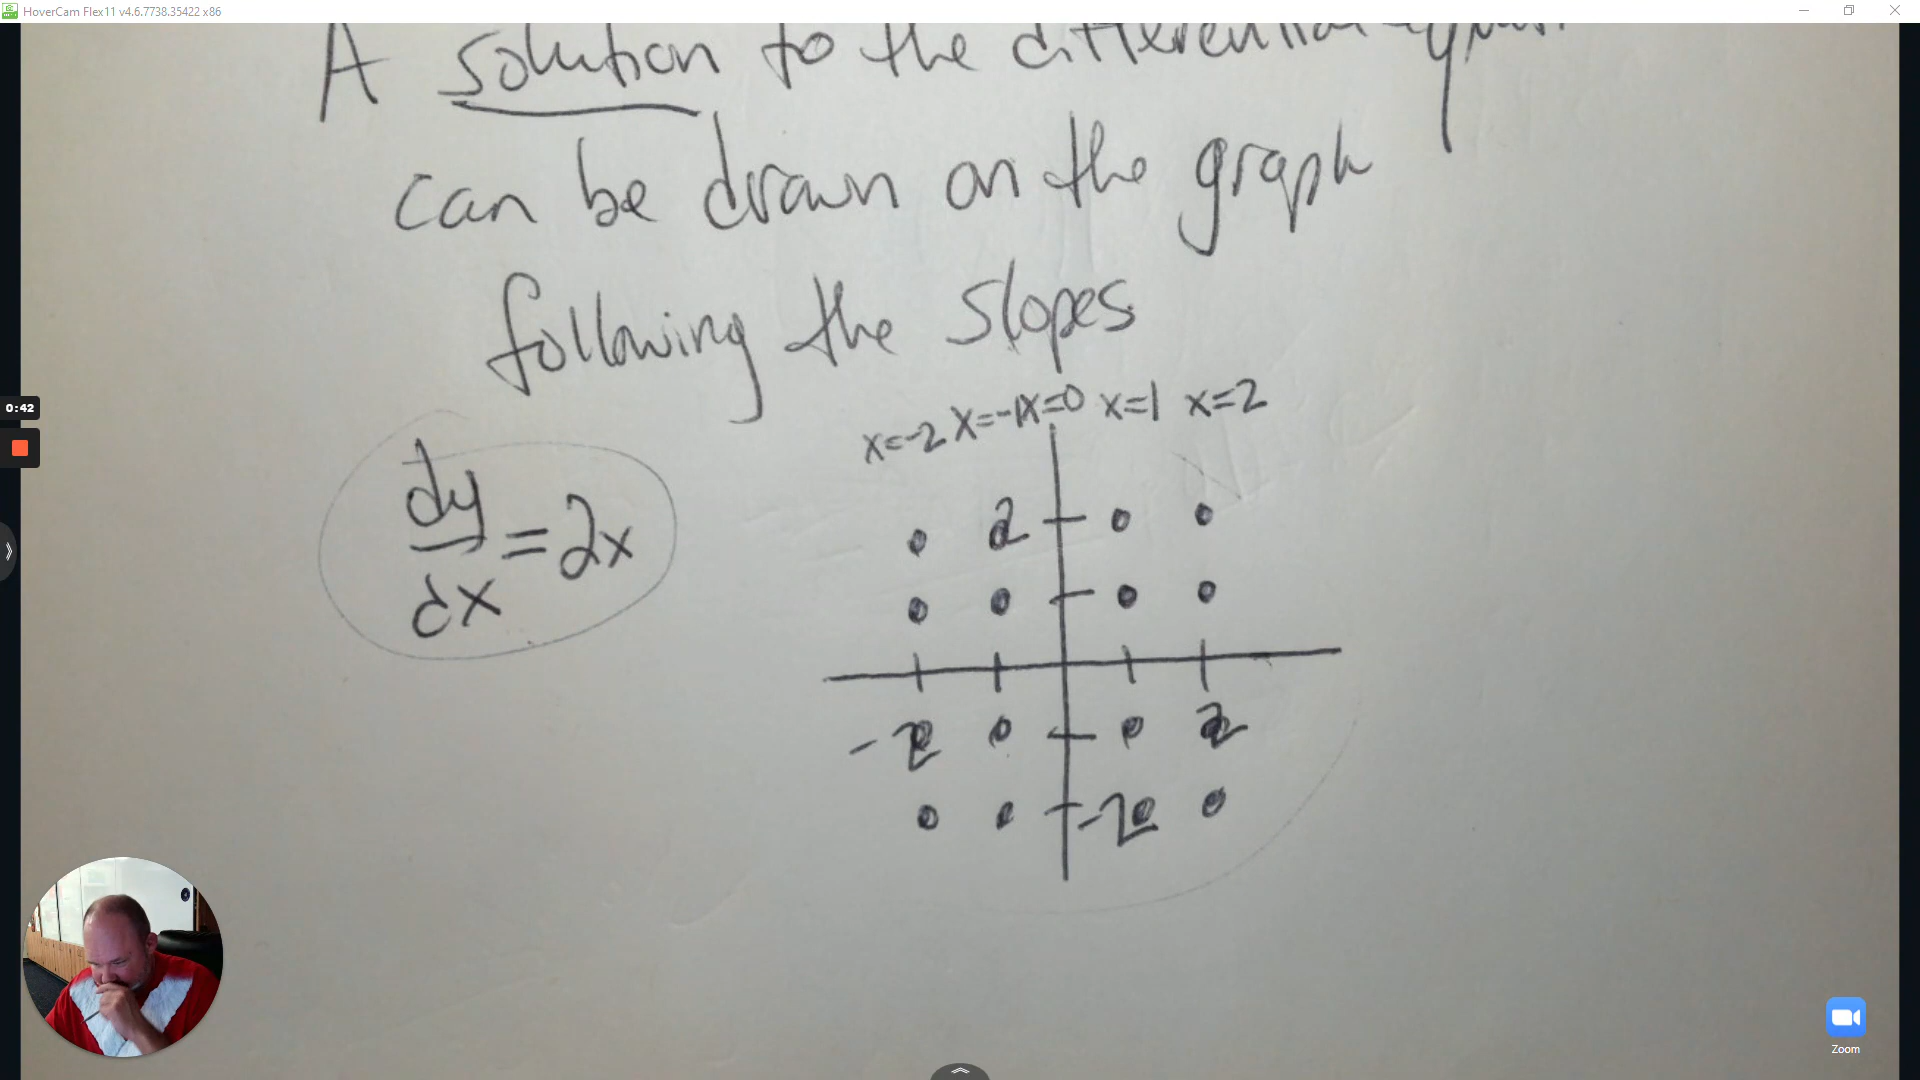 HoverCam Flex11 v4.6.7738.35422 x86
A solution to the differential
can be drawn on the graph
following the slopes
0:42
x=-2 x=-1 x=0 x=1 x=2
dy/dx = 2x
2
-2 2
-2
Zoom